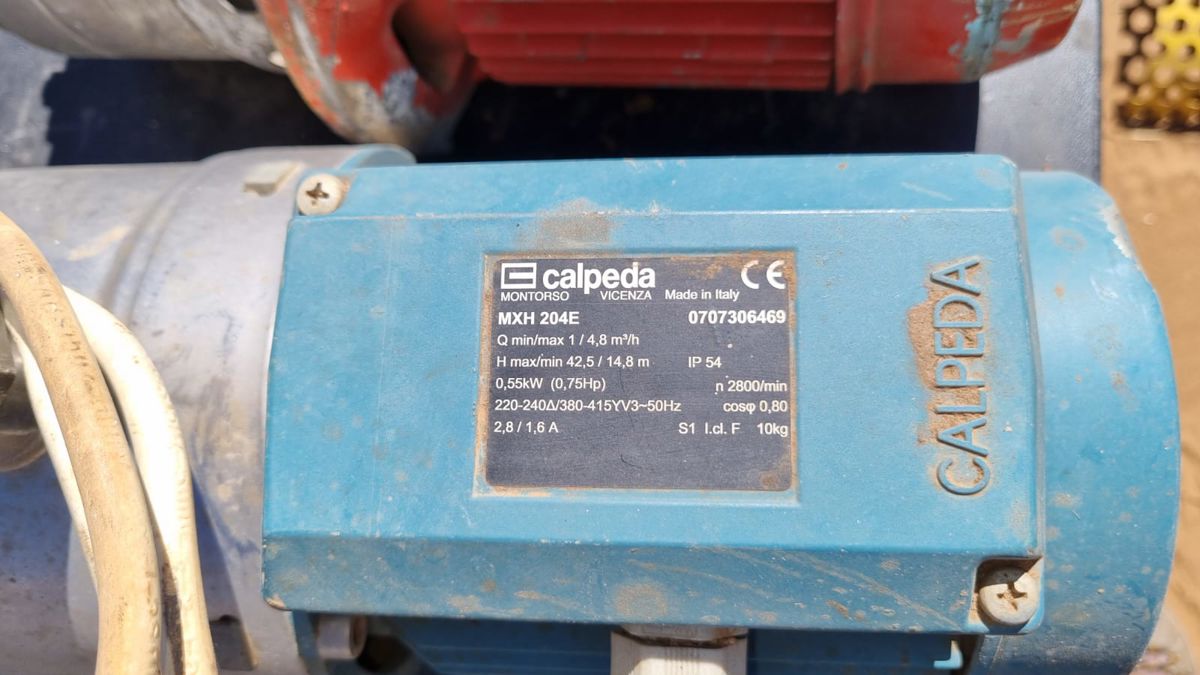 calpeda CE
MONTORSO VICENZA Made in Italy
MXH 204E 0707306469
Q min/max 1 / 4,8 m³/h
H max/min 42,5 / 14,8 m IP 54
0,55kW (0,75Hp) n 2800/min
220-240Δ/380-415YV3~50Hz cosφ 0,80
2,8 / 1,6 A S1 I.cl. F 10kg
CALPEDA